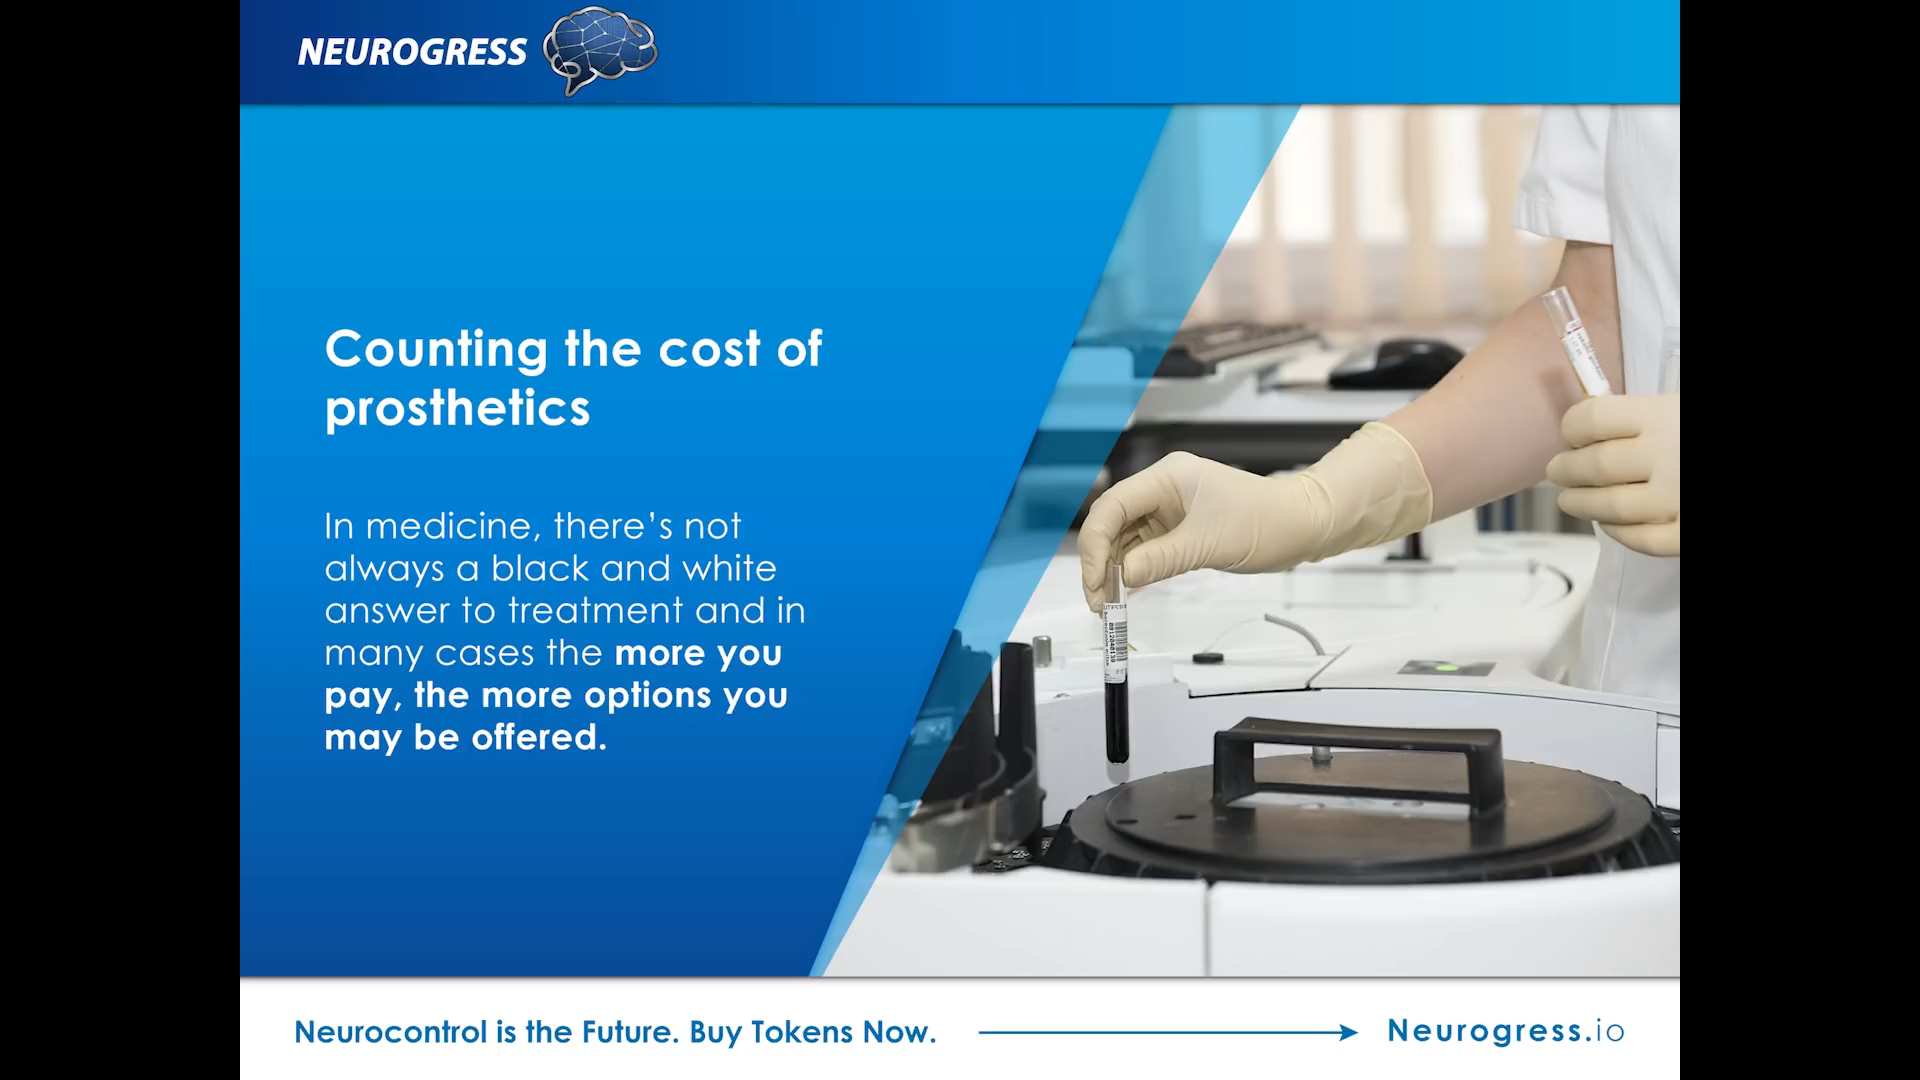 NEUROGRESS
Counting the cost of
prosthetics
In medicine, there’s not
always a black and white
answer to treatment and in
many cases the more you
pay, the more options you
may be offered.
Neurocontrol is the Future. Buy Tokens Now.
Neurogress.io